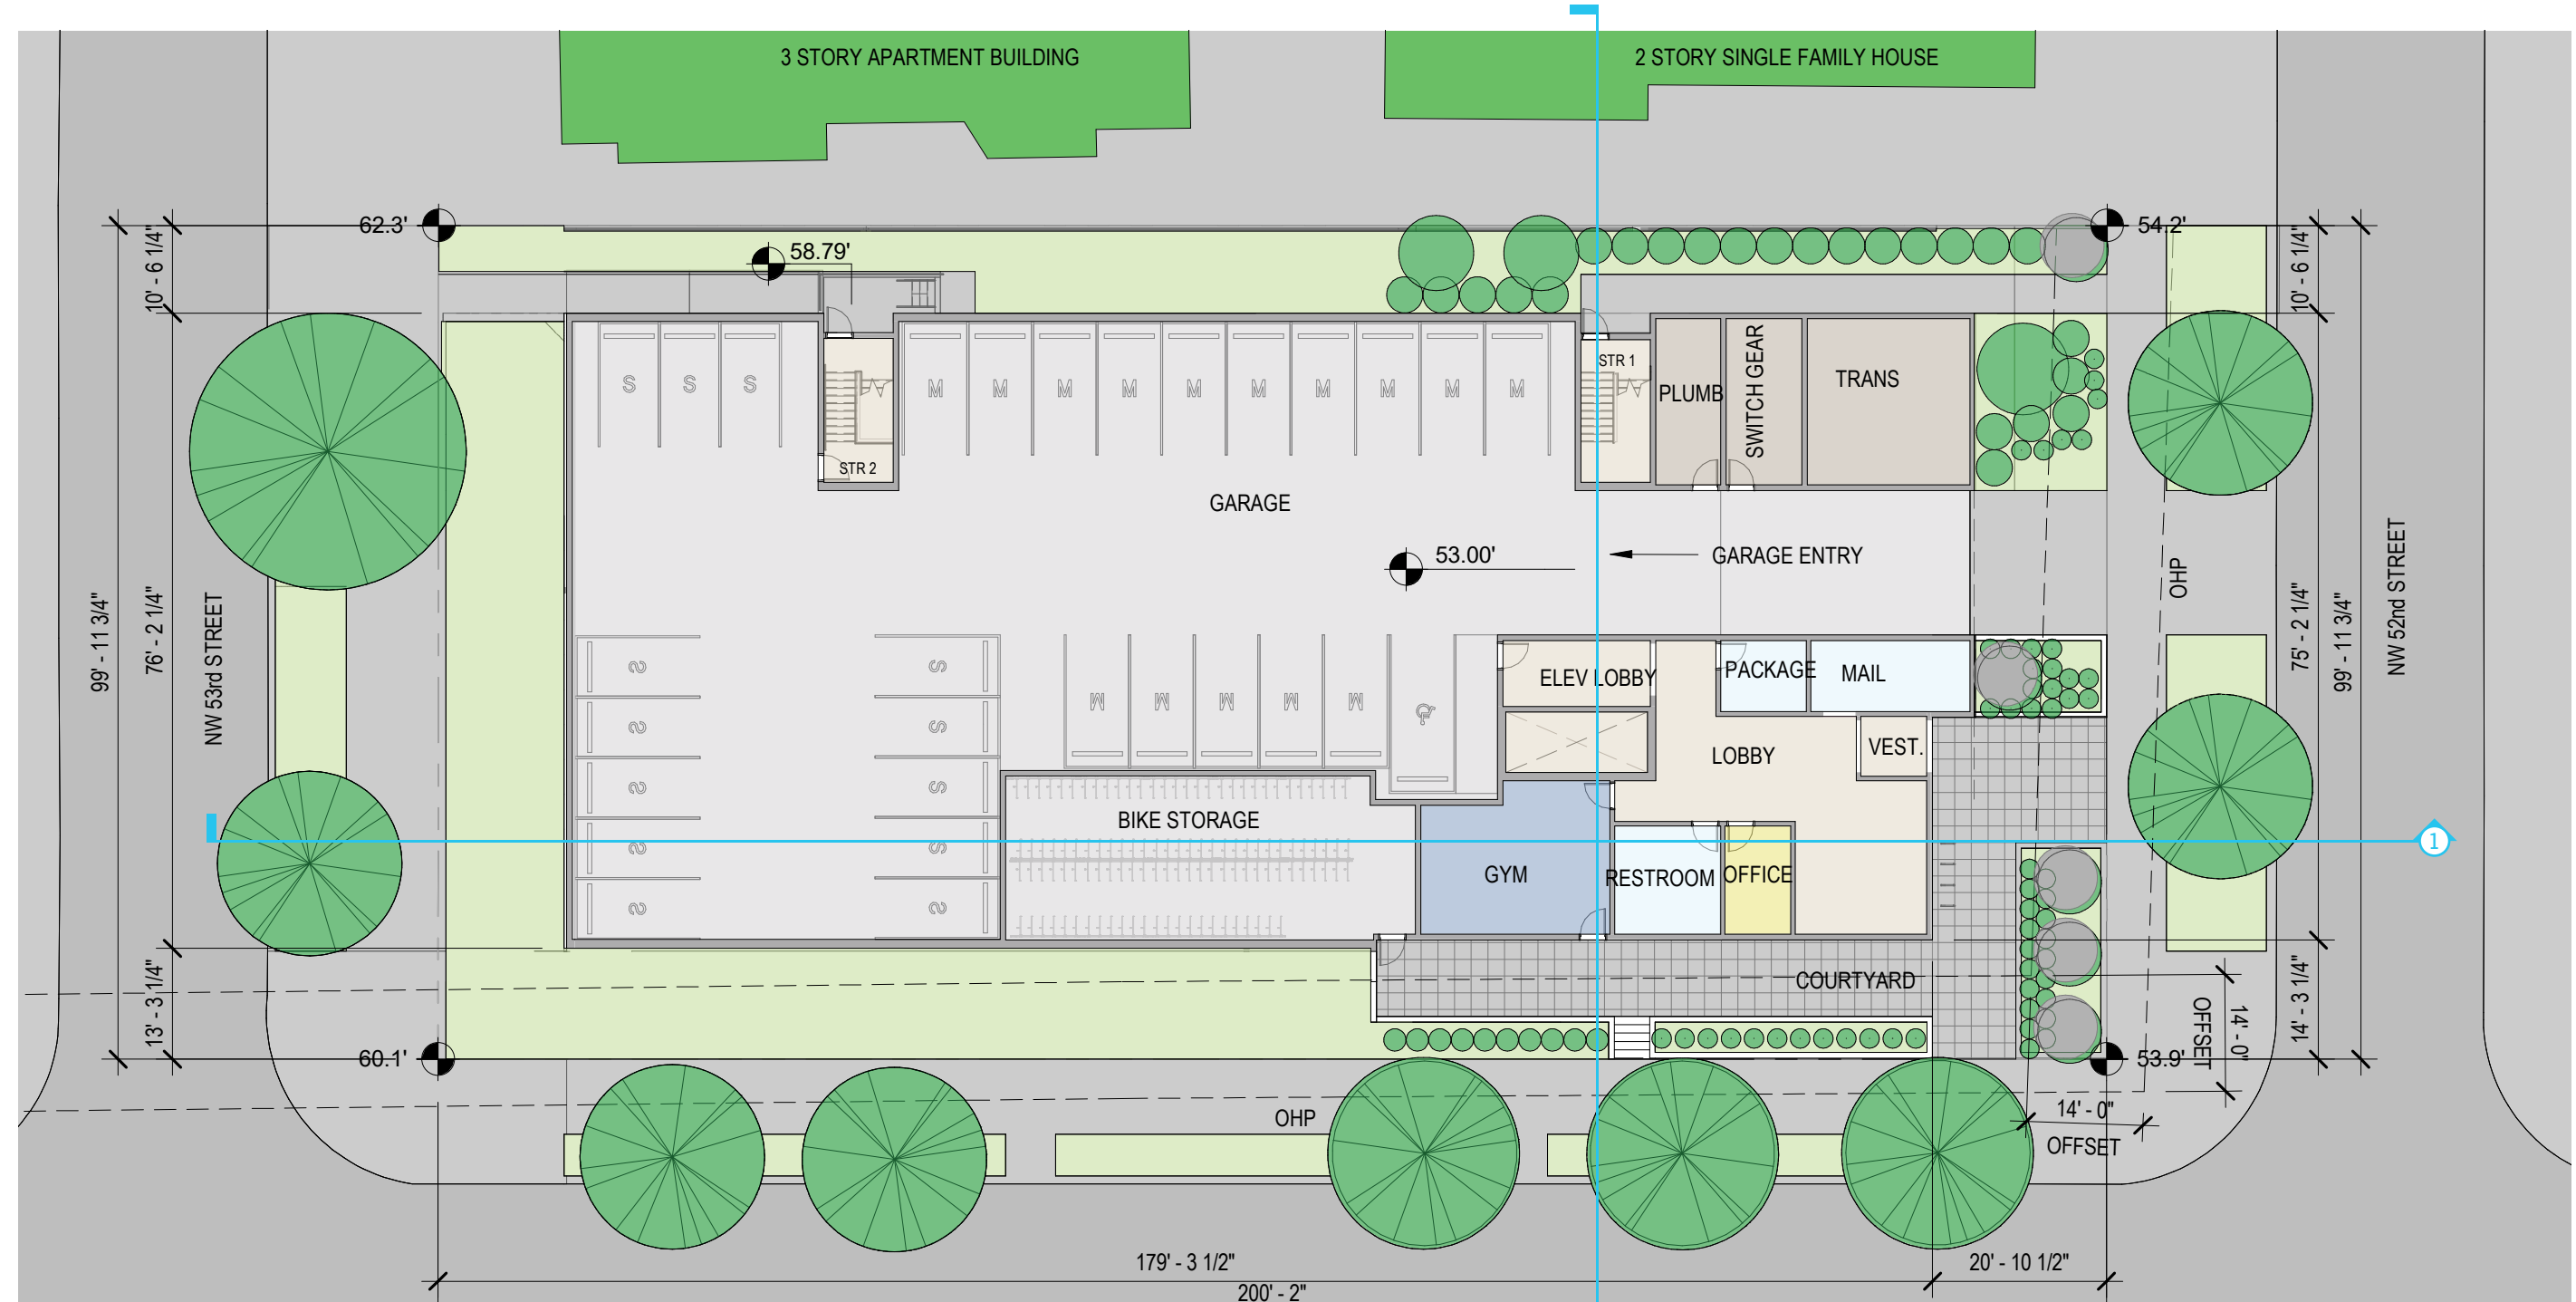 3 STORY APARTMENT BUILDING
2 STORY SINGLE FAMILY HOUSE
62.3'
54.2'
58.79'
10' - 6 1/4"
10' - 6 1/4"
S
S
S
STR 2
M
M
M
M
M
M
M
M
M
M
STR 1
PLUMB
SWITCH GEAR
TRANS
GARAGE
53.00'
GARAGE ENTRY
OHP
NW 52nd STREET
NW 53rd STREET
99' - 11 3/4"
76' - 2 1/4"
75' - 2 1/4"
99' - 11 3/4"
S
S
S
S
S
S
S
S
S
S
M
M
M
M
M
ELEV LOBBY
PACKAGE
MAIL
LOBBY
VEST.
BIKE STORAGE
GYM
RESTROOM
OFFICE
1
COURTYARD
13' - 3 1/4"
14' - 3 1/4"
14' - 0"
OFFSET
60.1'
53.9'
OHP
14' - 0"
OFFSET
179' - 3 1/2"
20' - 10 1/2"
200' - 2"